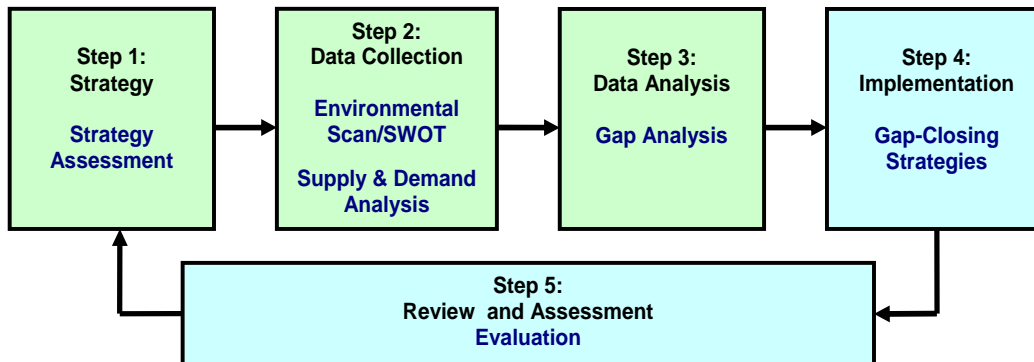 Step 1:
Strategy
Strategy
Assessment
Step 2:
Data Collection
Environmental
Scan/SWOT
Supply & Demand
Analysis
Step 3:
Data Analysis
Gap Analysis
Step 4:
Implementation
Gap-Closing
Strategies
Step 5:
Review and Assessment
Evaluation